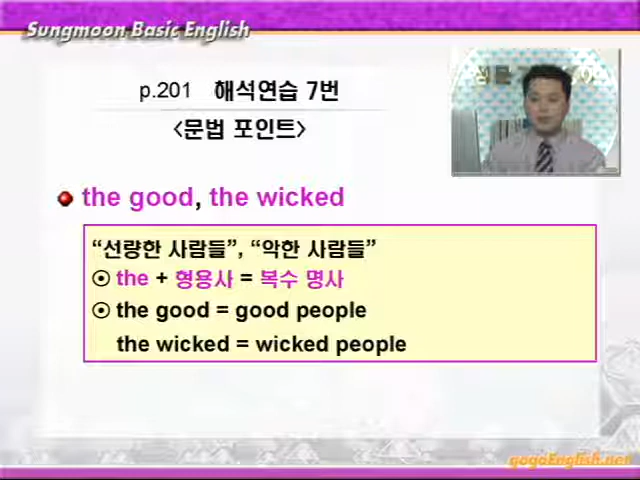 Sungmoon Basic English
p.201 해석연습 7번
<문법 포인트>
the good, the wicked
“선량한 사람들”, “악한 사람들”
the + 형용사 = 복수 명사
the good = good people
the wicked = wicked people
gogoEnglish.net